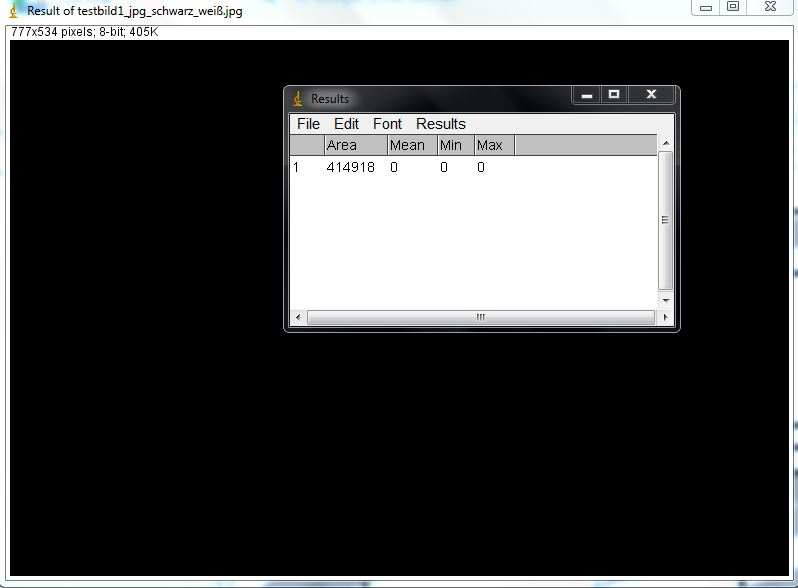 Result of testbild1_jpg_schwarz_weiß.jpg
777x534 pixels; 8-bit; 405K
Results
File Edit Font Results
Area Mean Min Max
1 414918 0 0 0